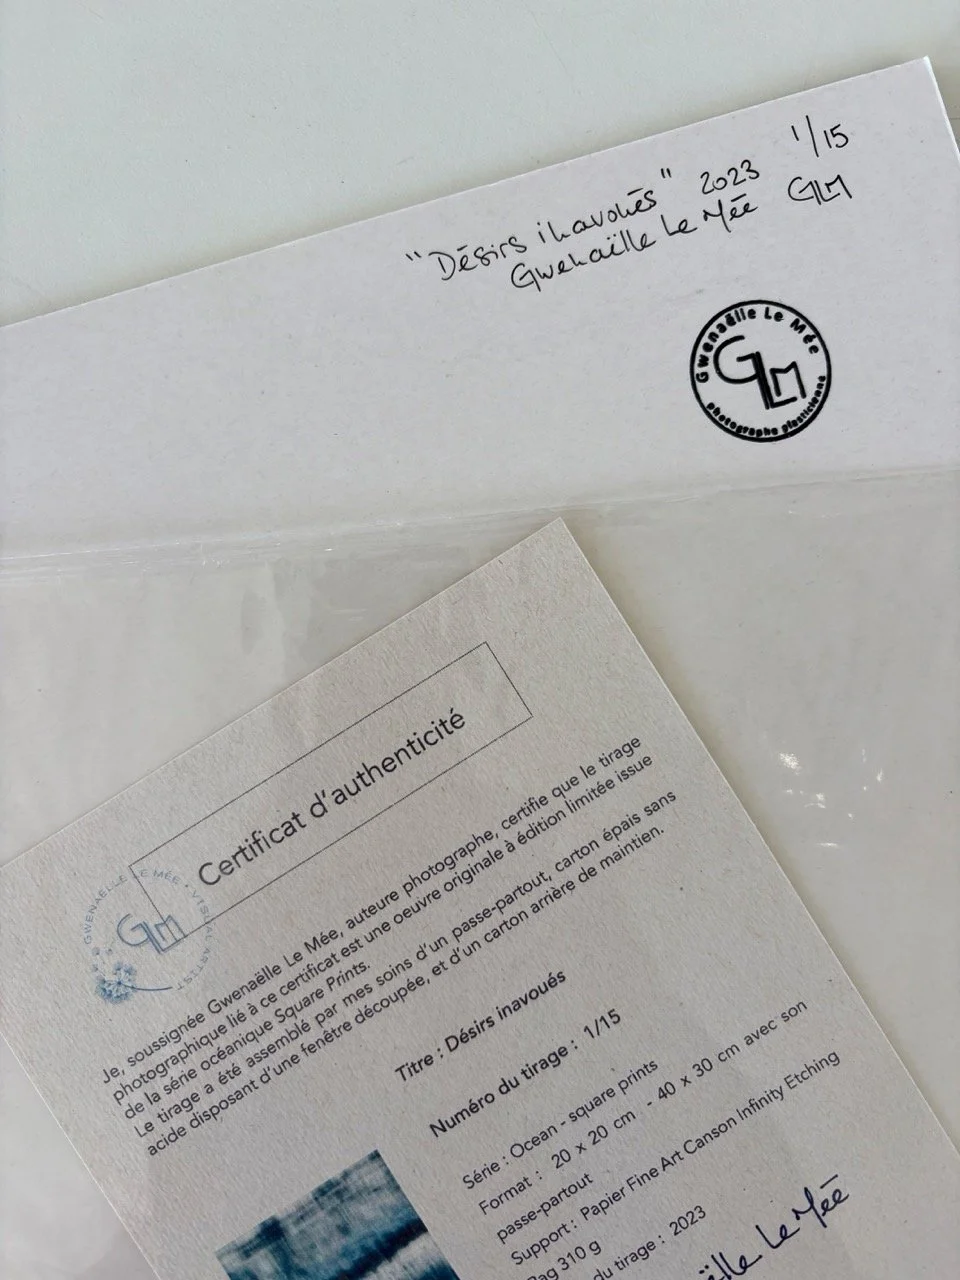 "Désirs inavoués" 2023 1/15
Gwenaëlle Le Mée GLM
Gwenaëlle Le Mée
GLM
photographe plasticienne
Certificat d'authenticité
GWENAËLLE LE MÉE • VISUAL ARTIST
GLM
Je, soussignée Gwenaëlle Le Mée, auteure photographe, certifie que le tirage
photographique lié à ce certificat est une oeuvre originale à édition limitée issue
de la série océanique Square Prints.
Le tirage a été assemblé par mes soins d'un passe-partout, carton épais sans
acide disposant d'une fenêtre découpée, et d'un carton arrière de maintien.
Titre : Désirs inavoués
Numéro du tirage : 1/15
Série : Ocean - square prints
Format : 20 x 20 cm - 40 x 30 cm avec son
passe-partout
Support : Papier Fine Art Canson Infinity Etching
Rag 310 g
du tirage : 2023
ëlle Le Mée